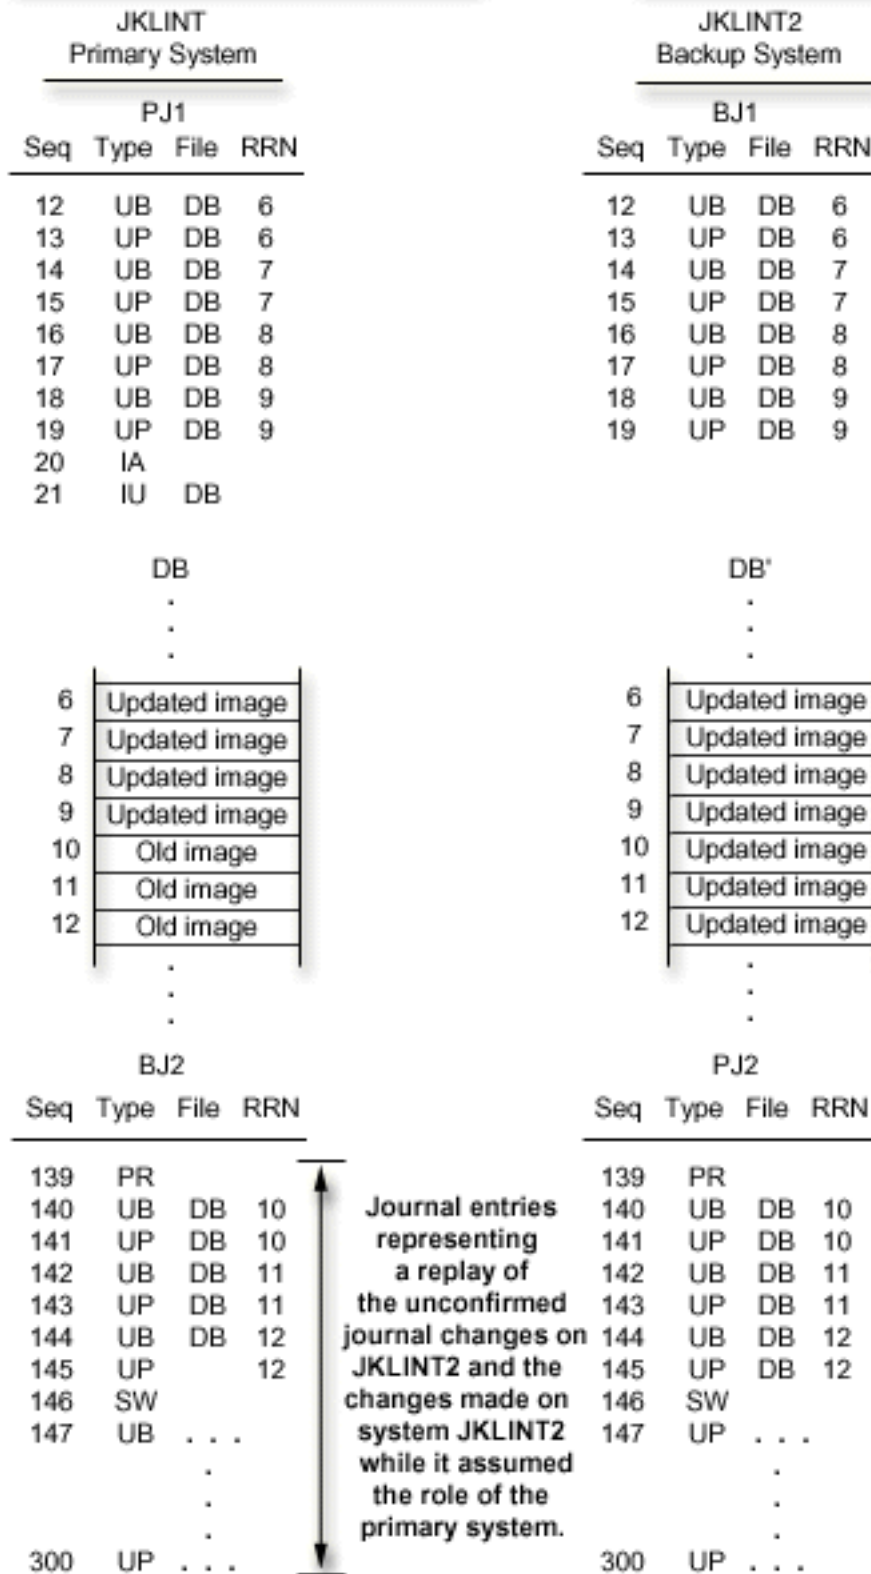 JKLINT
Primary System
PJ1
Seq Type File RRN
12 UB DB 6
13 UP DB 6
14 UB DB 7
15 UP DB 7
16 UB DB 8
17 UP DB 8
18 UB DB 9
19 UP DB 9
20 IA
21 IU DB
JKLINT2
Backup System
BJ1
Seq Type File RRN
12 UB DB 6
13 UP DB 6
14 UB DB 7
15 UP DB 7
16 UB DB 8
17 UP DB 8
18 UB DB 9
19 UP DB 9
DB
.
.
.
6 Updated image
7 Updated image
8 Updated image
9 Updated image
10 Old image
11 Old image
12 Old image
.
.
.
DB'
.
.
.
6 Updated image
7 Updated image
8 Updated image
9 Updated image
10 Updated image
11 Updated image
12 Updated image
.
.
.
BJ2
Seq Type File RRN
139 PR
140 UB DB 10
141 UP DB 10
142 UB DB 11
143 UP DB 11
144 UB DB 12
145 UP 12
146 SW
147 UB . . .
.
.
.
300 UP . . .
Journal entries
representing
a replay of
the unconfirmed
journal changes on
JKLINT2 and the
changes made on
system JKLINT2
while it assumed
the role of the
primary system.
PJ2
Seq Type File RRN
139 PR
140 UB DB 10
141 UP DB 10
142 UB DB 11
143 UP DB 11
144 UB DB 12
145 UP DB 12
146 SW
147 UP . . .
.
.
.
300 UP . . .